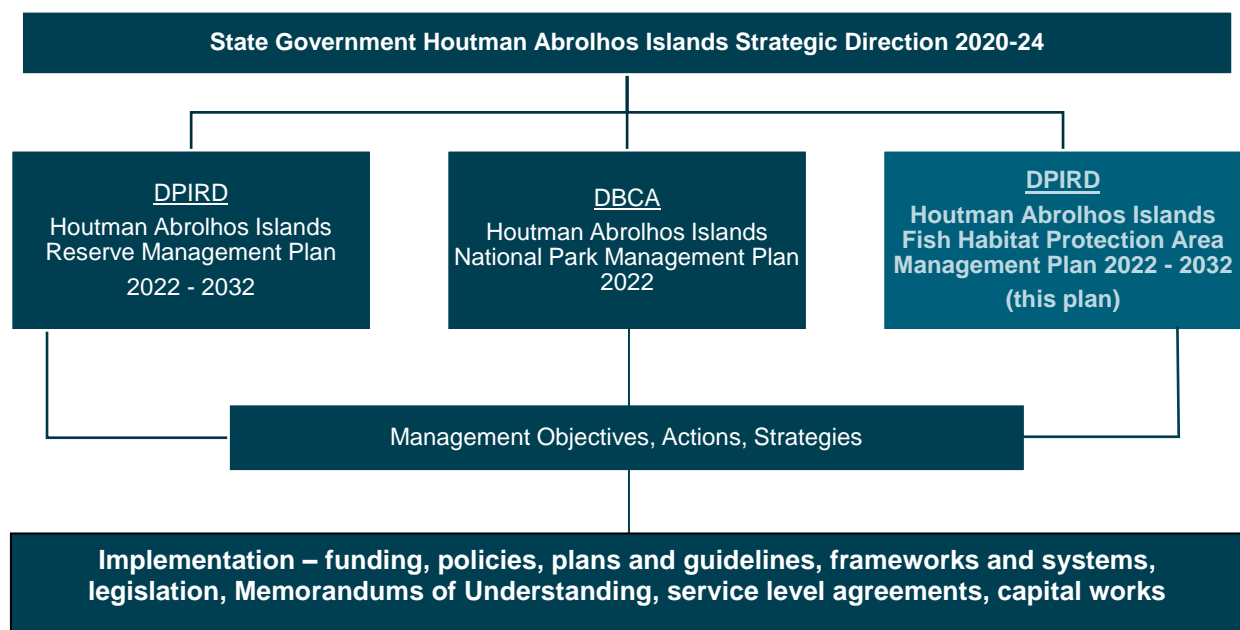 State Government Houtman Abrolhos Islands Strategic Direction 2020-24
DPIRD
Houtman Abrolhos Islands
Reserve Management Plan
2022 - 2032
DBCA
Houtman Abrolhos Islands
National Park Management Plan
2022
DPIRD
Houtman Abrolhos Islands
Fish Habitat Protection Area
Management Plan 2022 - 2032
(this plan)
Management Objectives, Actions, Strategies
Implementation – funding, policies, plans and guidelines, frameworks and systems,
legislation, Memorandums of Understanding, service level agreements, capital works